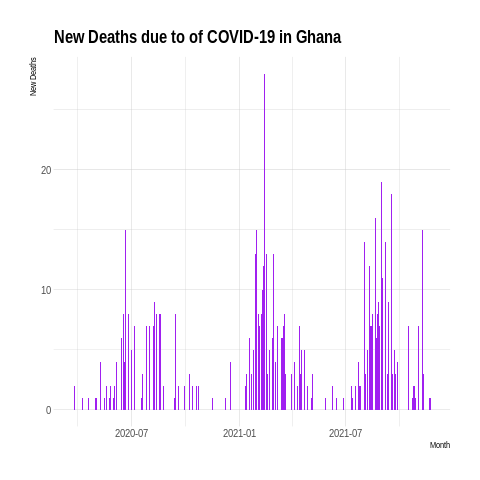 New Deaths due to of COVID-19 in Ghana
New Deaths
20
10
0
2020-07
2021-01
2021-07
Month